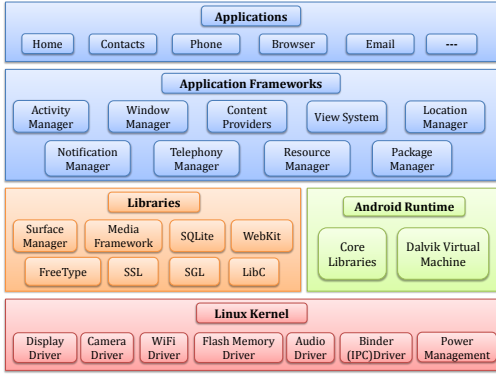 Applications
Home Contacts Phone Browser Email ---
Application Frameworks
Activity Manager
Window Manager
Content Providers
View System
Location Manager
Notification Manager
Telephony Manager
Resource Manager
Package Manager
Libraries
Surface Manager
Media Framework
SQLite
WebKit
FreeType
SSL
SGL
LibC
Android Runtime
Core Libraries
Dalvik Virtual Machine
Linux Kernel
Display Driver
Camera Driver
WiFi Driver
Flash Memory Driver
Audio Driver
Binder (IPC)Driver
Power Management